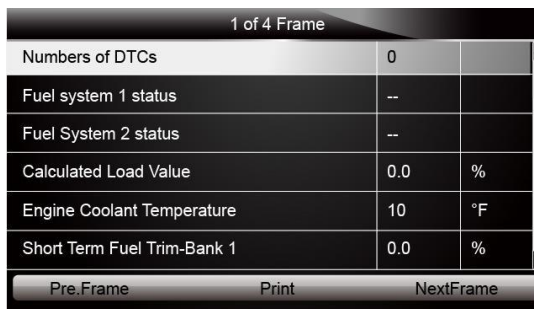 1 of 4 Frame
Numbers of DTCs 0
Fuel system 1 status --
Fuel System 2 status --
Calculated Load Value 0.0 %
Engine Coolant Temperature 10 °F
Short Term Fuel Trim-Bank 1 0.0 %
Pre.Frame Print NextFrame